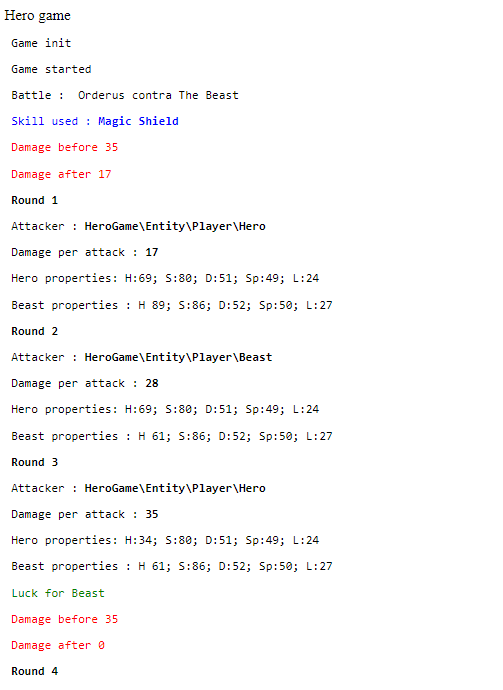 Hero game
Game init
Game started
Battle :  Orderus contra The Beast
Skill used : Magic Shield
Damage before 35
Damage after 17
Round 1
Attacker : HeroGame\Entity\Player\Hero
Damage per attack : 17
Hero properties: H:69; S:80; D:51; Sp:49; L:24
Beast properties : H 89; S:86; D:52; Sp:50; L:27
Round 2
Attacker : HeroGame\Entity\Player\Beast
Damage per attack : 28
Hero properties: H:69; S:80; D:51; Sp:49; L:24
Beast properties : H 61; S:86; D:52; Sp:50; L:27
Round 3
Attacker : HeroGame\Entity\Player\Hero
Damage per attack : 35
Hero properties: H:34; S:80; D:51; Sp:49; L:24
Beast properties : H 61; S:86; D:52; Sp:50; L:27
Luck for Beast
Damage before 35
Damage after 0
Round 4